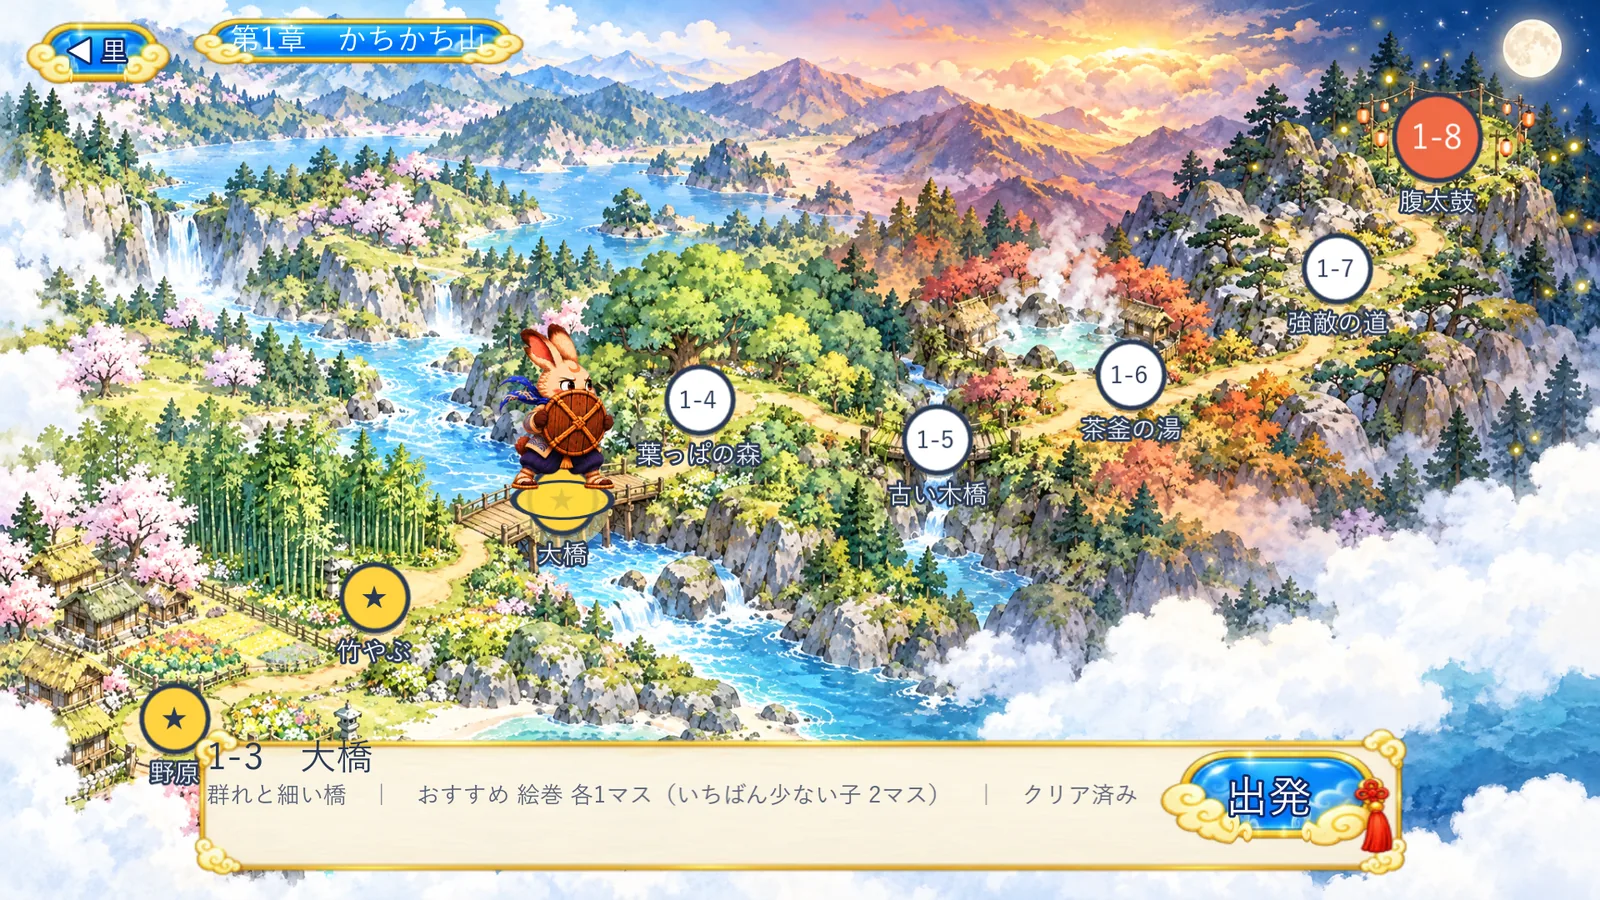 ◀ 里
第1章　かちかち山
1-8
腹太鼓
1-7
強敵の道
1-6
茶釜の湯
1-4
葉っぱの森
1-5
古い木橋
★
大橋
★
竹やぶ
★
野原
1-3　大橋
群れと細い橋　｜　おすすめ 絵巻 各1マス（いちばん少ない子 2マス）　｜　クリア済み
出発